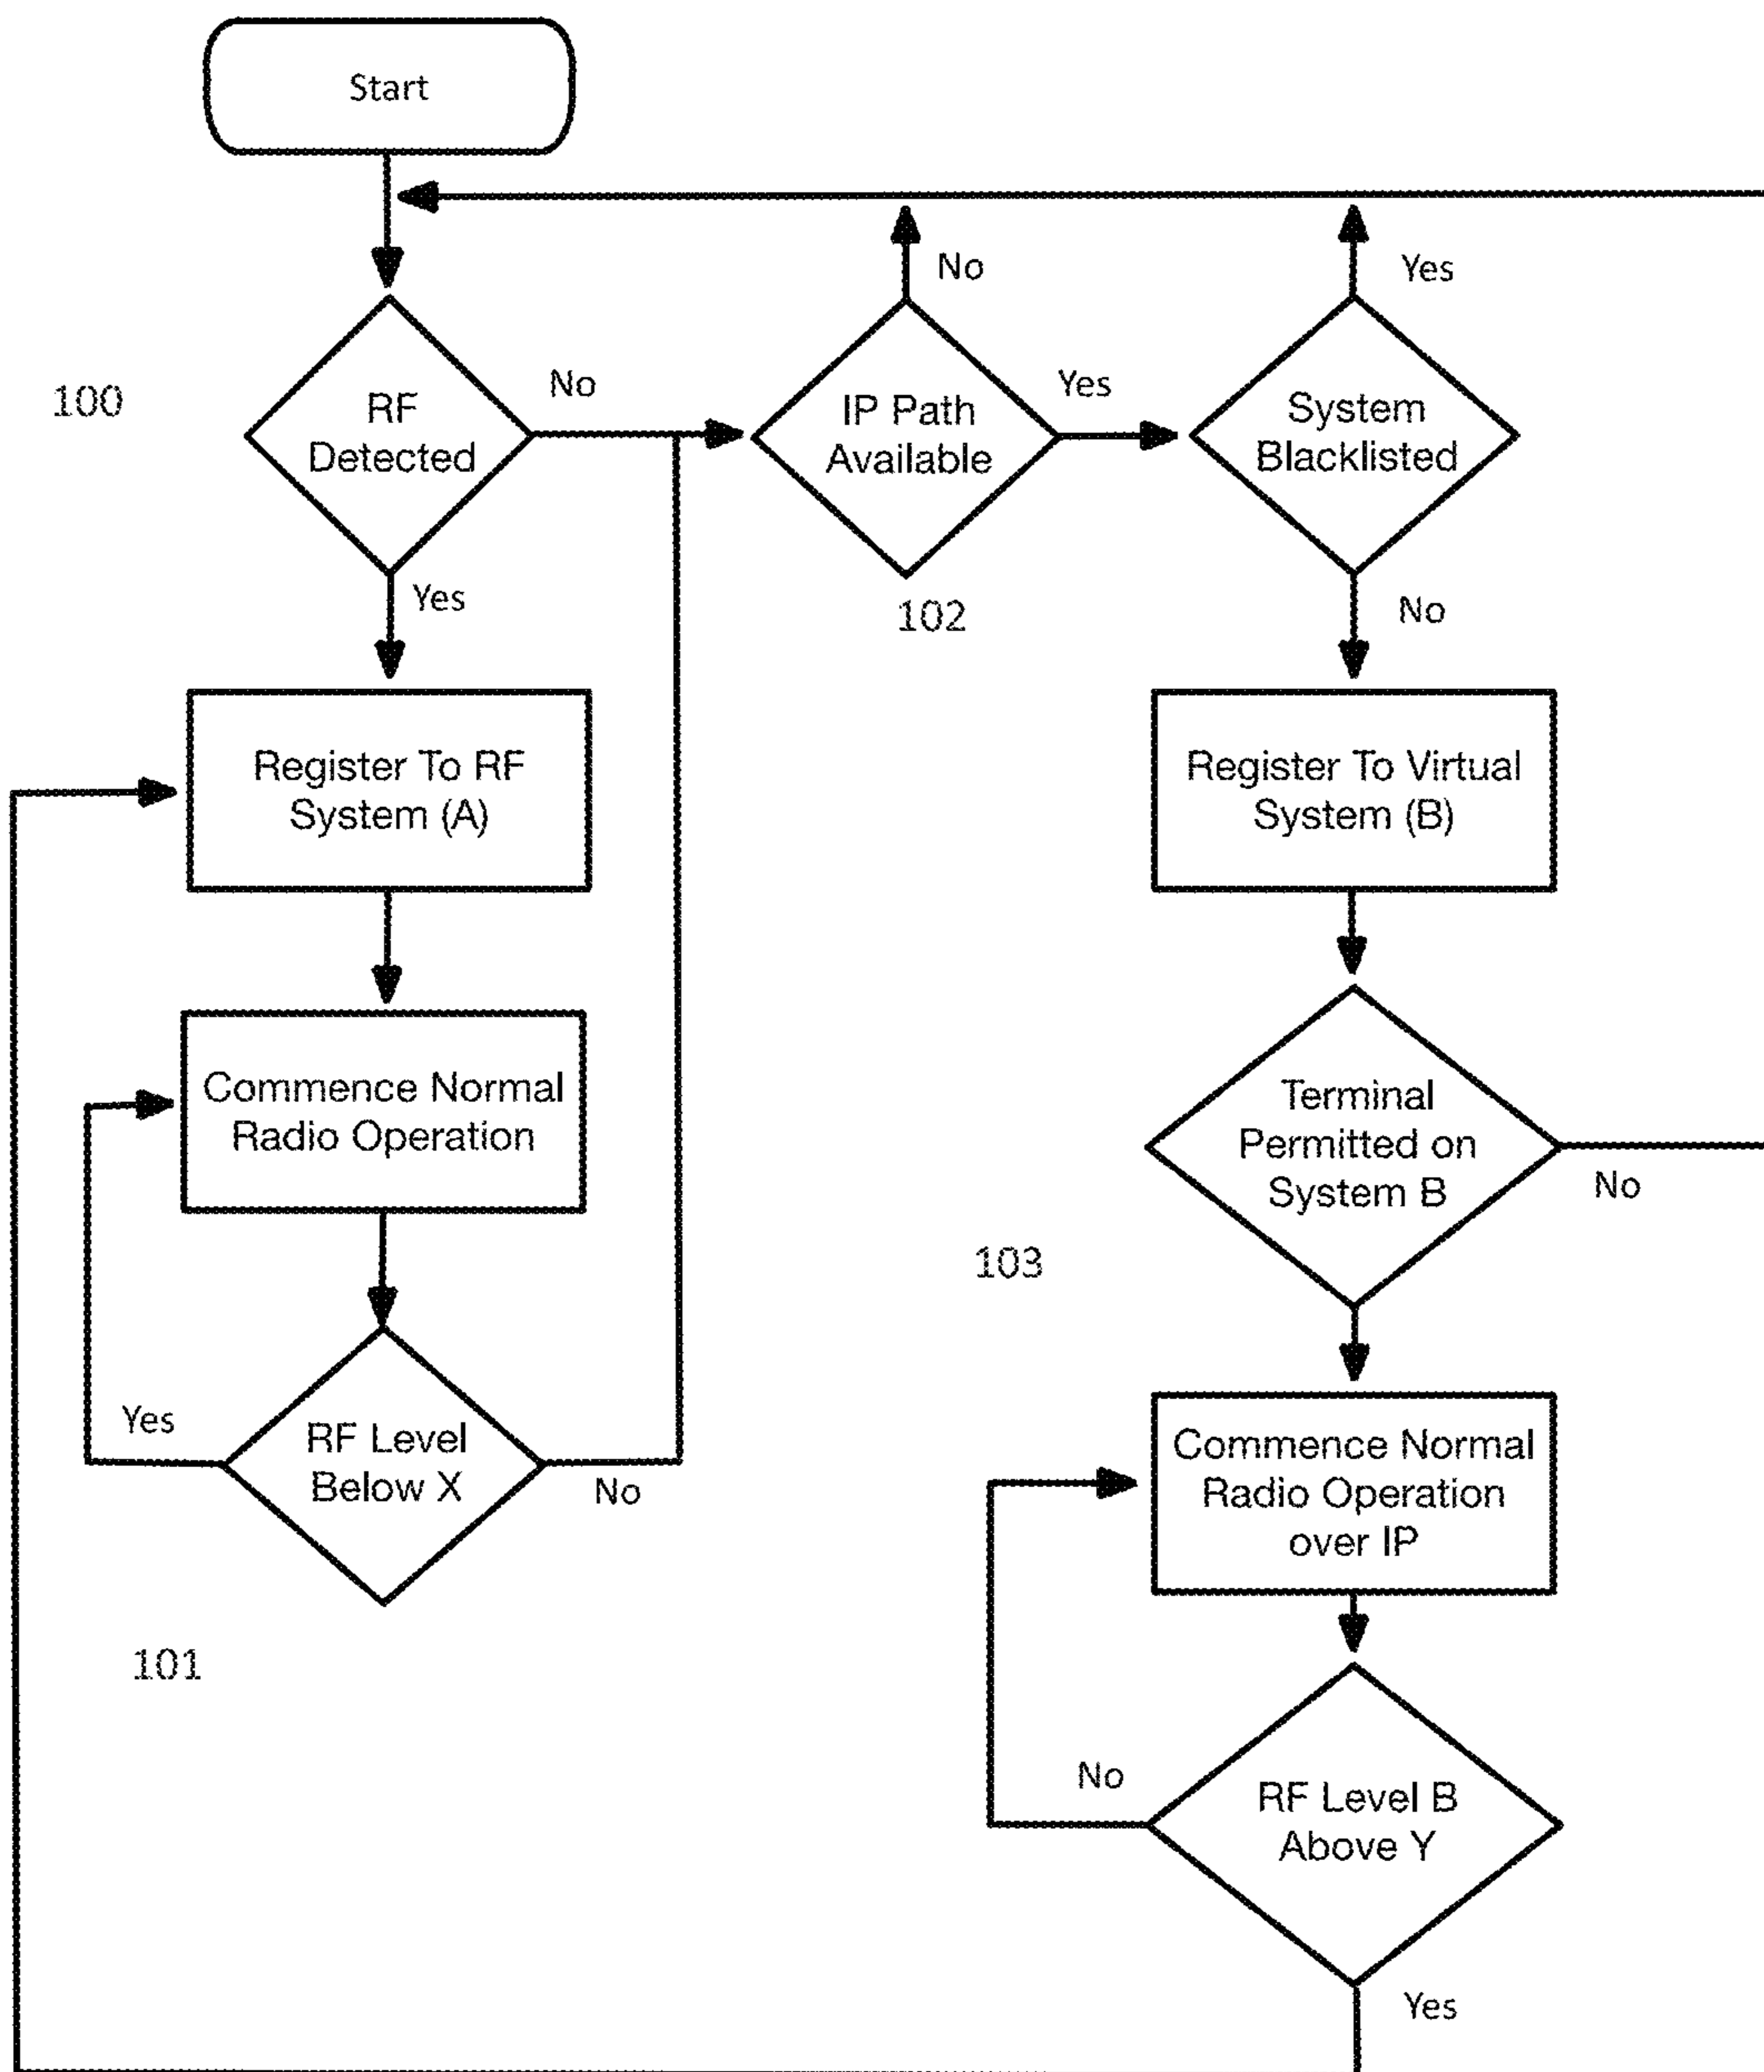 Start
No
Yes
100
RF
Detected
No
IP Path
Available
Yes
System
Blacklisted
Yes
102
No
Register To RF
System (A)
Register To Virtual
System (B)
Commence Normal
Radio Operation
Terminal
Permitted on
System B
No
103
Yes
RF Level
Below X
No
Commence Normal
Radio Operation
over IP
101
No
RF Level B
Above Y
Yes